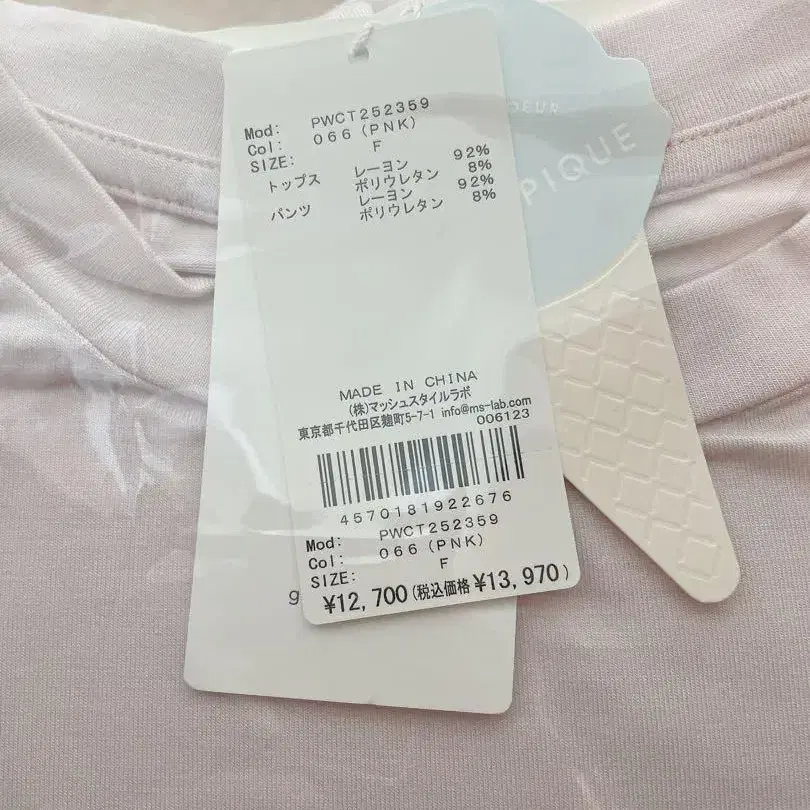 Mod: PWCT252359
Col: 066 (PNK)
SIZE: F
トップス レーヨン 92%
ポリウレタン 8%
パンツ レーヨン 92%
ポリウレタン 8%
MADE IN CHINA
(株)マッシュスタイルラボ
東京都千代田区麹町5-7-1 info@ms-lab.com
006123
4570181922676
Mod: PWCT252359
Col: 066 (PNK)
SIZE: F
¥12,700 (税込価格 ¥13,970)
g
PIQUE